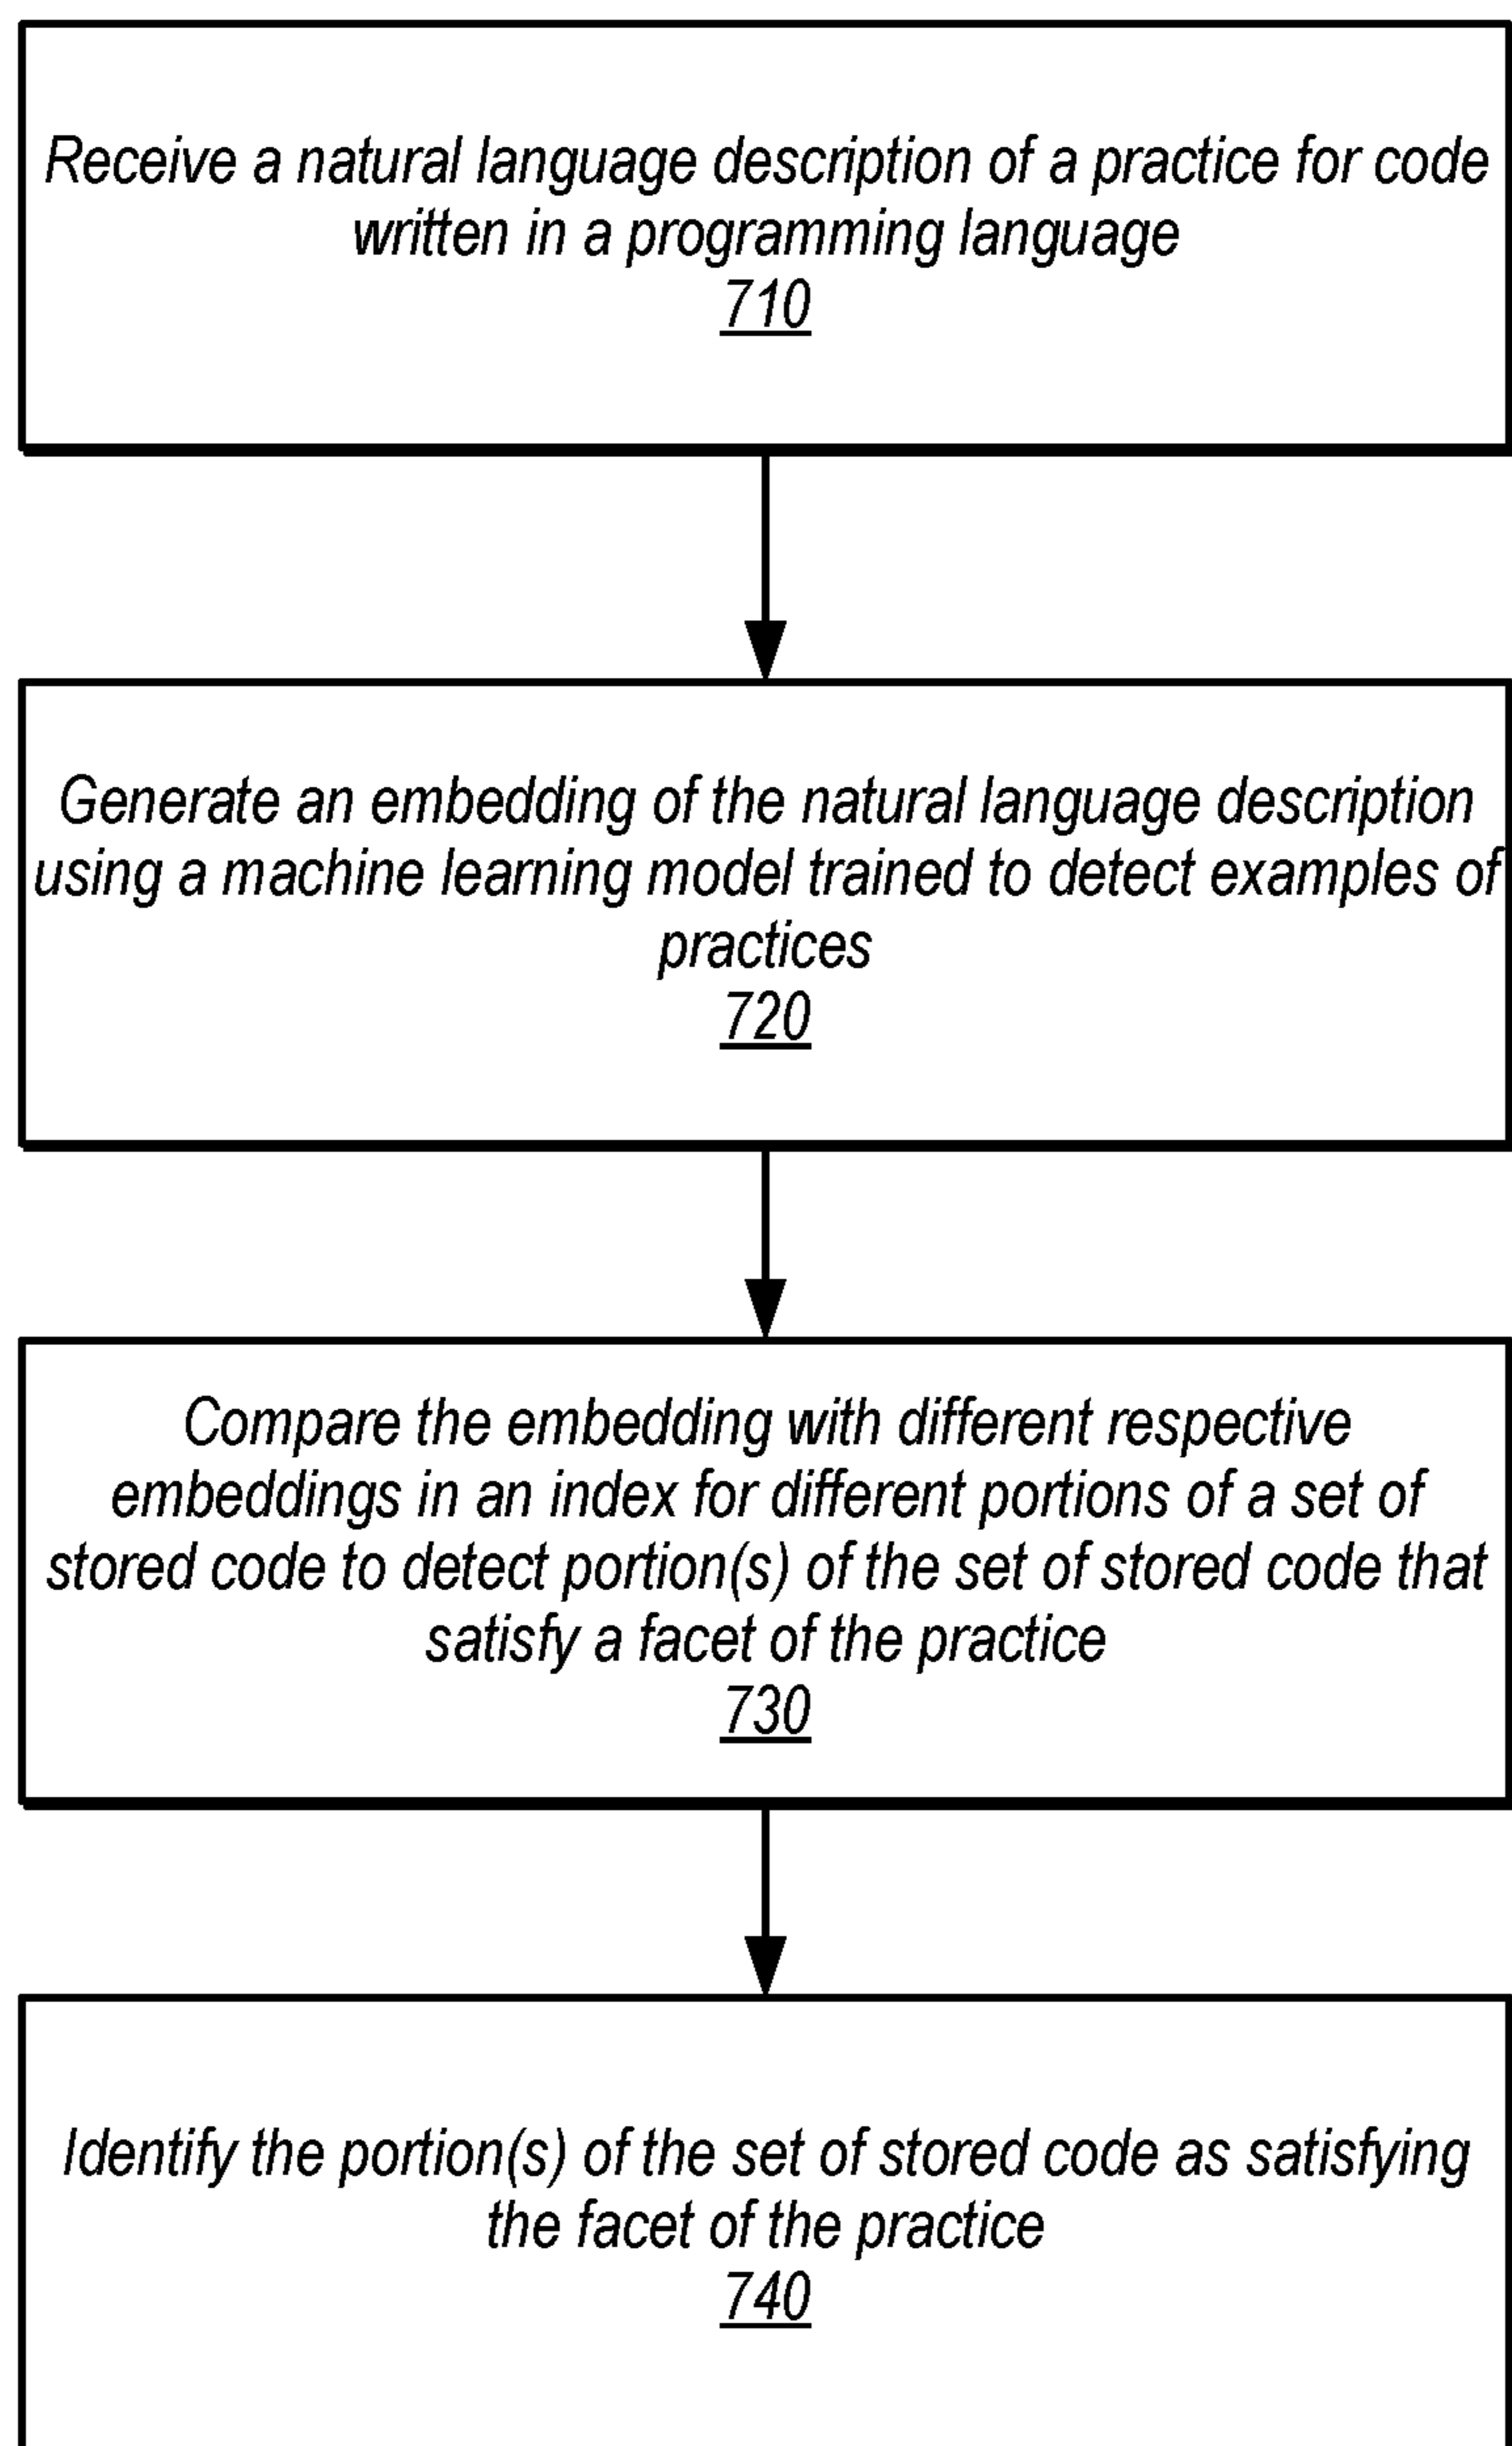 Receive a natural language description of a practice for code
written in a programming language
710
Generate an embedding of the natural language description
using a machine learning model trained to detect examples of
practices
720
Compare the embedding with different respective
embeddings in an index for different portions of a set of
stored code to detect portion(s) of the set of stored code that
satisfy a facet of the practice
730
Identify the portion(s) of the set of stored code as satisfying
the facet of the practice
740